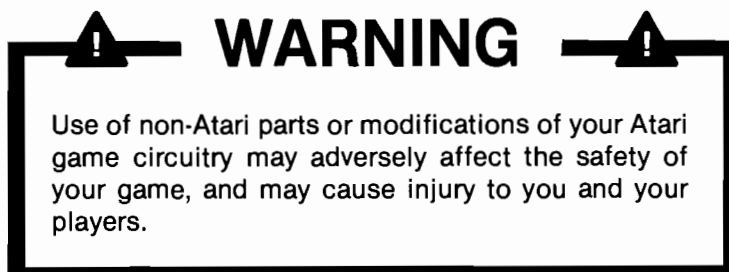 WARNING
Use of non-Atari parts or modifications of your Atari
game circuitry may adversely affect the safety of
your game, and may cause injury to you and your
players.